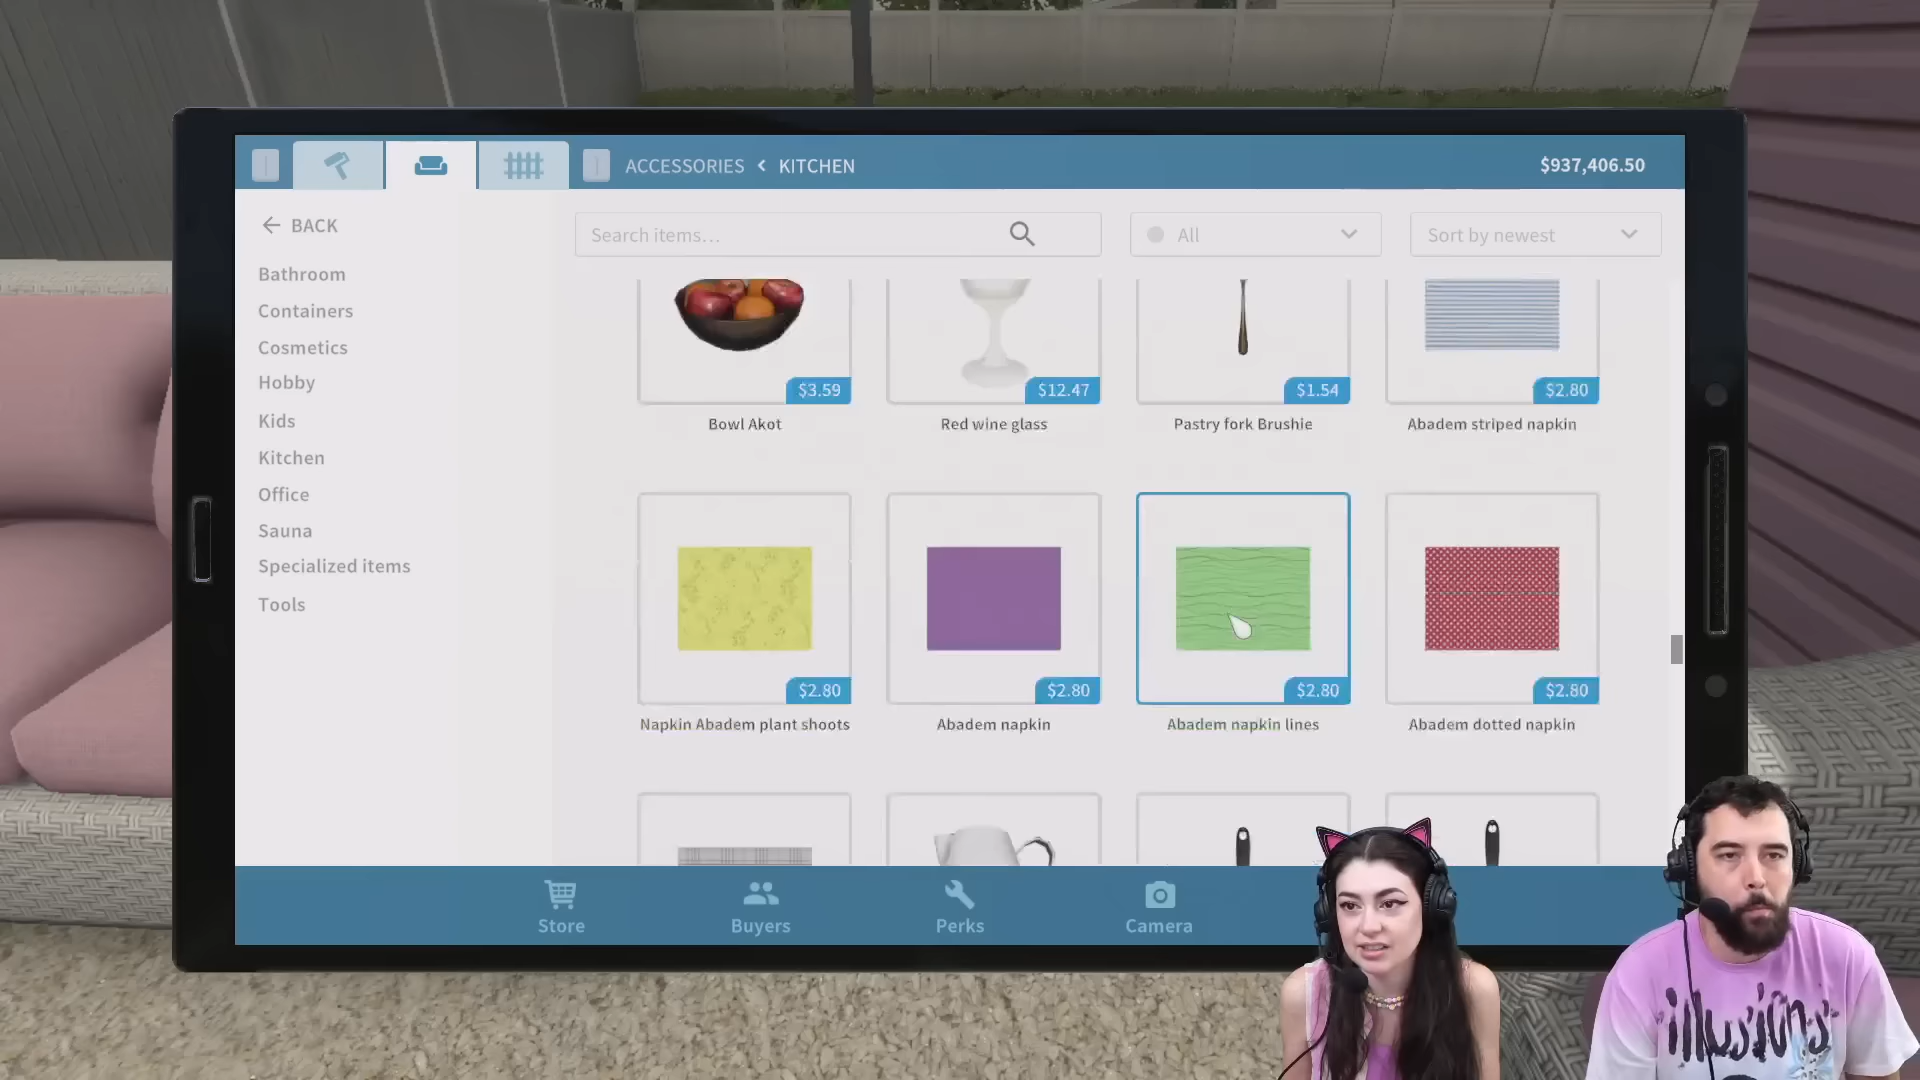 ACCESSORIES < KITCHEN
$937,406.50
BACK
Search items...
All
Sort by newest
Bathroom
Containers
Cosmetics
Hobby
Kids
Kitchen
Office
Sauna
Specialized items
Tools
$3.59
$12.47
$1.54
$2.80
Bowl Akot
Red wine glass
Pastry fork Brushie
Abadem striped napkin
$2.80
$2.80
$2.80
$2.80
Napkin Abadem plant shoots
Abadem napkin
Abadem napkin lines
Abadem dotted napkin
Store
Buyers
Perks
Camera
illusions